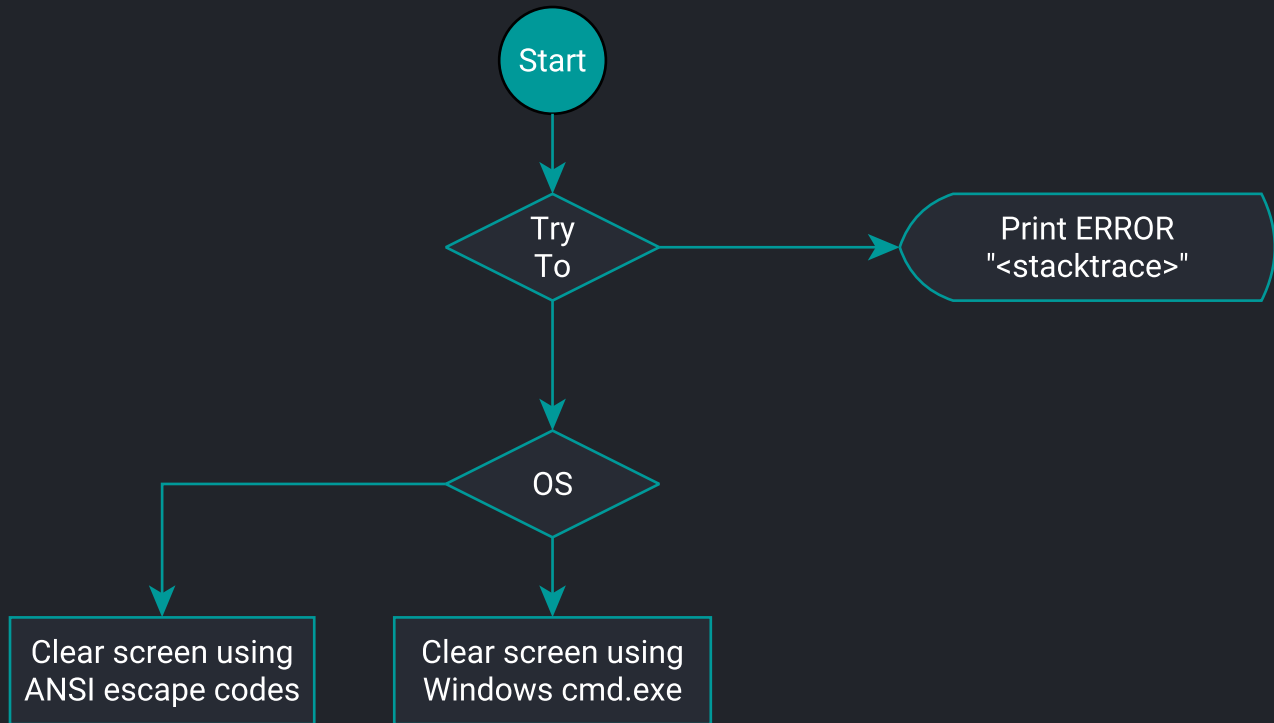 Start
Try
To
Print ERROR
"<stacktrace>"
OS
Clear screen using
ANSI escape codes
Clear screen using
Windows cmd.exe